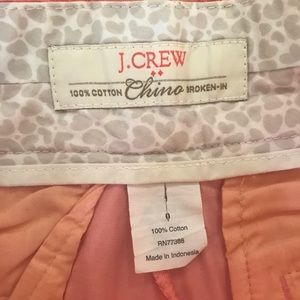 J.CREW
100% COTTON Chino BROKEN-IN
0
100% Cotton
RN77388
Made in Indonesia